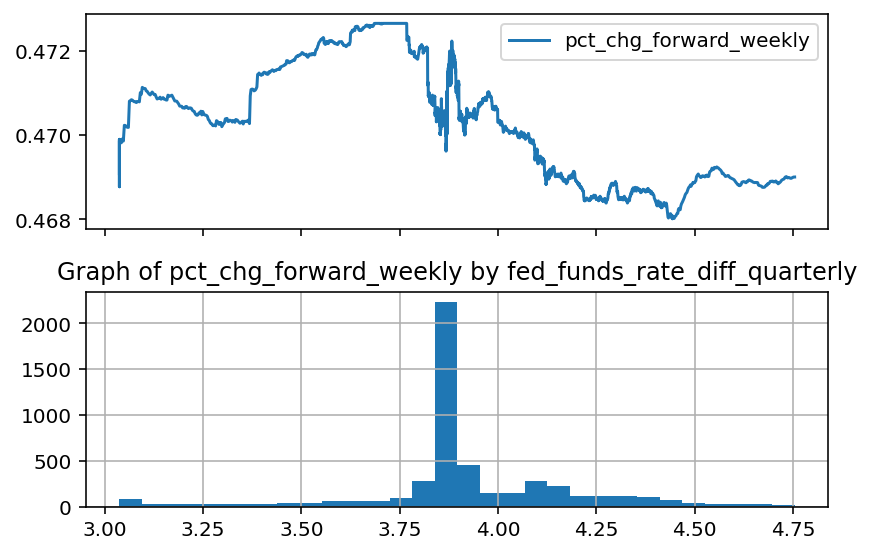 0.472
0.470
0.468
pct_chg_forward_weekly
Graph of pct_chg_forward_weekly by fed_funds_rate_diff_quarterly
2000
1500
1000
500
0
3.00 3.25 3.50 3.75 4.00 4.25 4.50 4.75